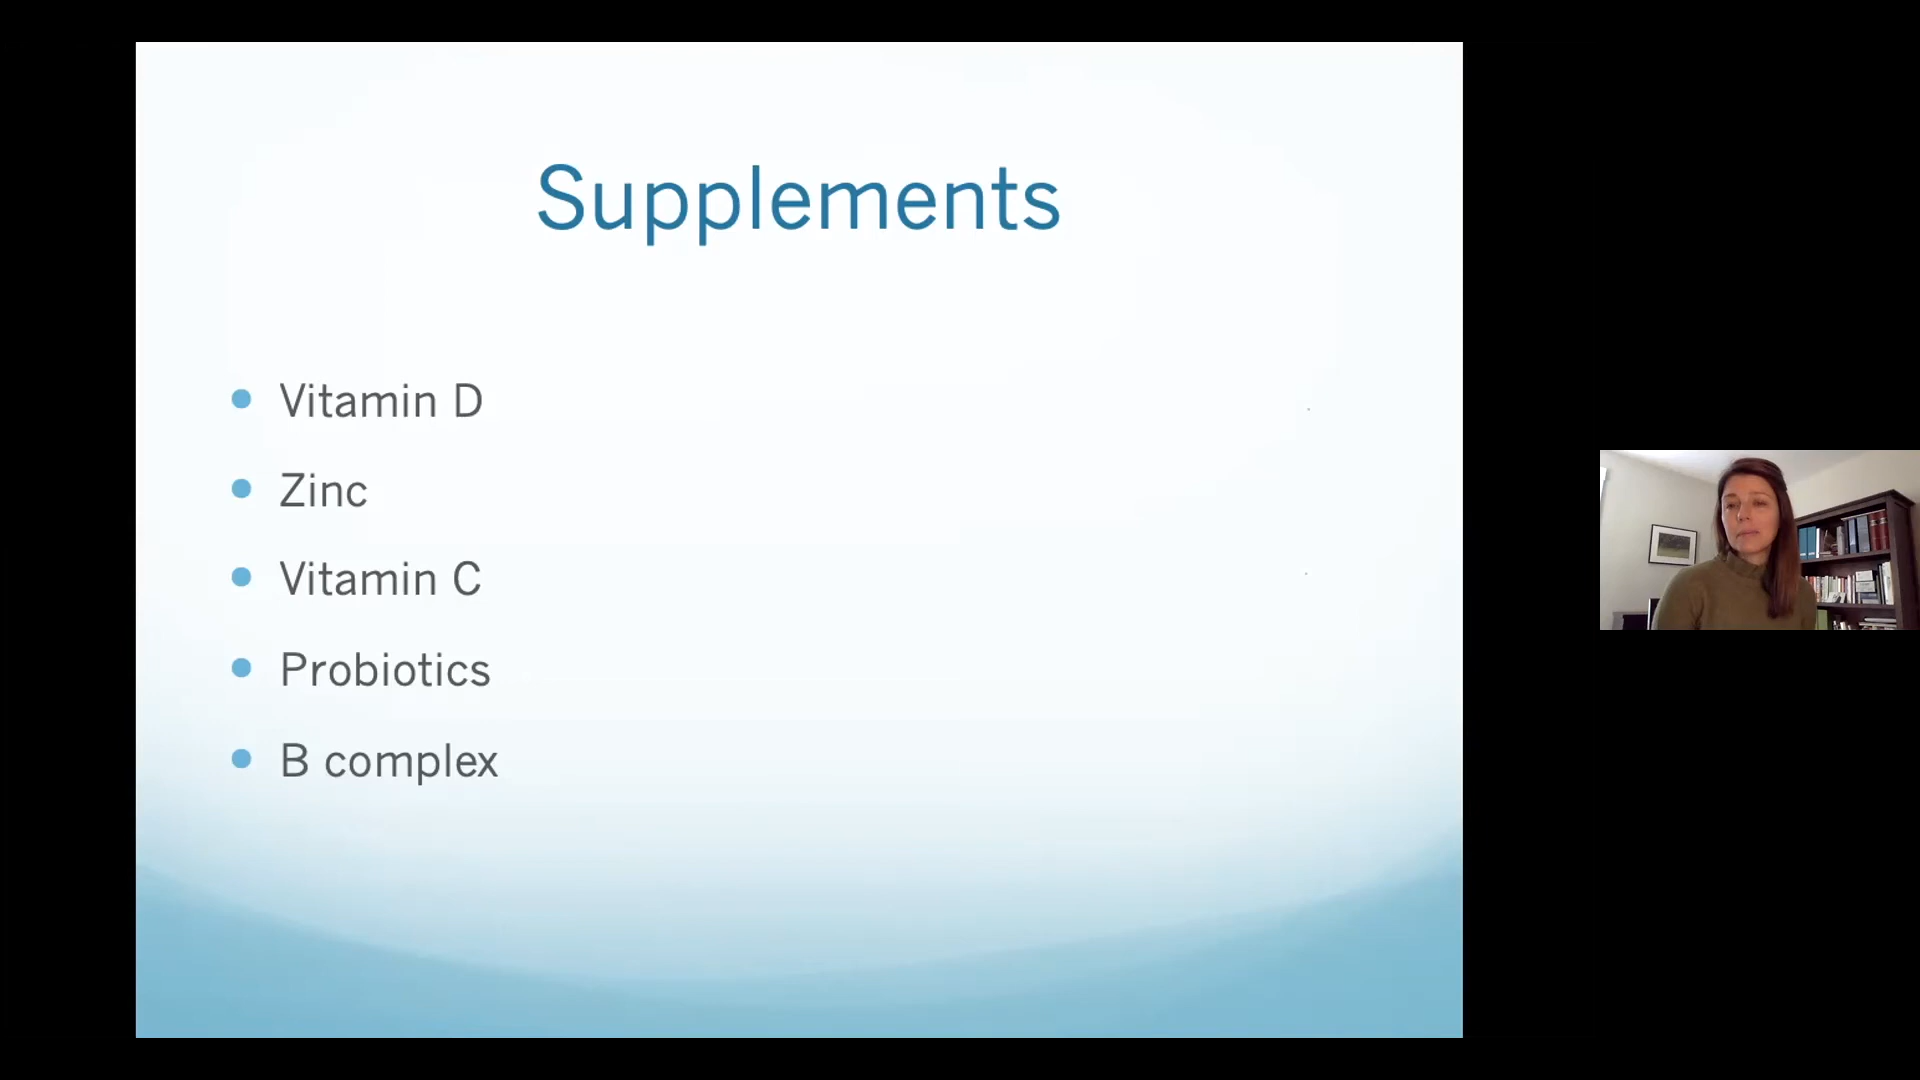 Supplements
Vitamin D
Zinc
Vitamin C
Probiotics
B complex